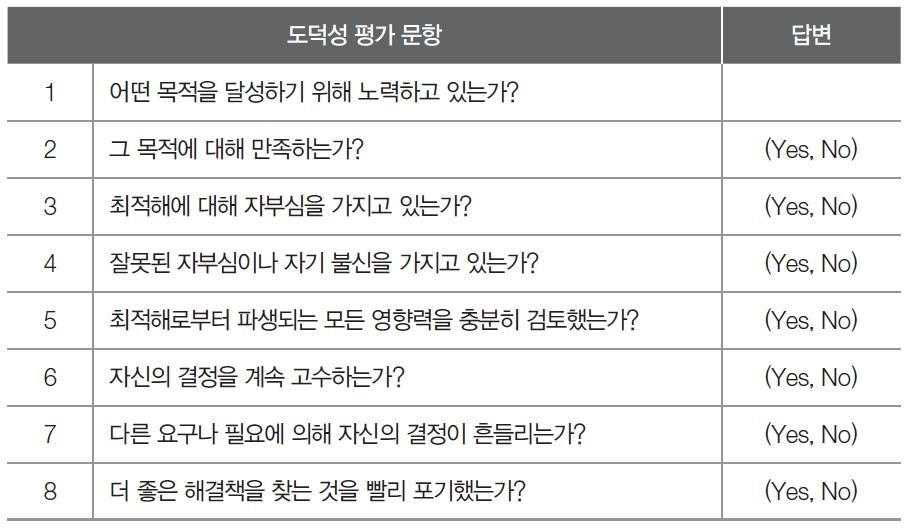 도덕성 평가 문항 답변
1 어떤 목적을 달성하기 위해 노력하고 있는가?
2 그 목적에 대해 만족하는가? (Yes, No)
3 최적해에 대해 자부심을 가지고 있는가? (Yes, No)
4 잘못된 자부심이나 자기 불신을 가지고 있는가? (Yes, No)
5 최적해로부터 파생되는 모든 영향력을 충분히 검토했는가? (Yes, No)
6 자신의 결정을 계속 고수하는가? (Yes, No)
7 다른 요구나 필요에 의해 자신의 결정이 흔들리는가? (Yes, No)
8 더 좋은 해결책을 찾는 것을 빨리 포기했는가? (Yes, No)